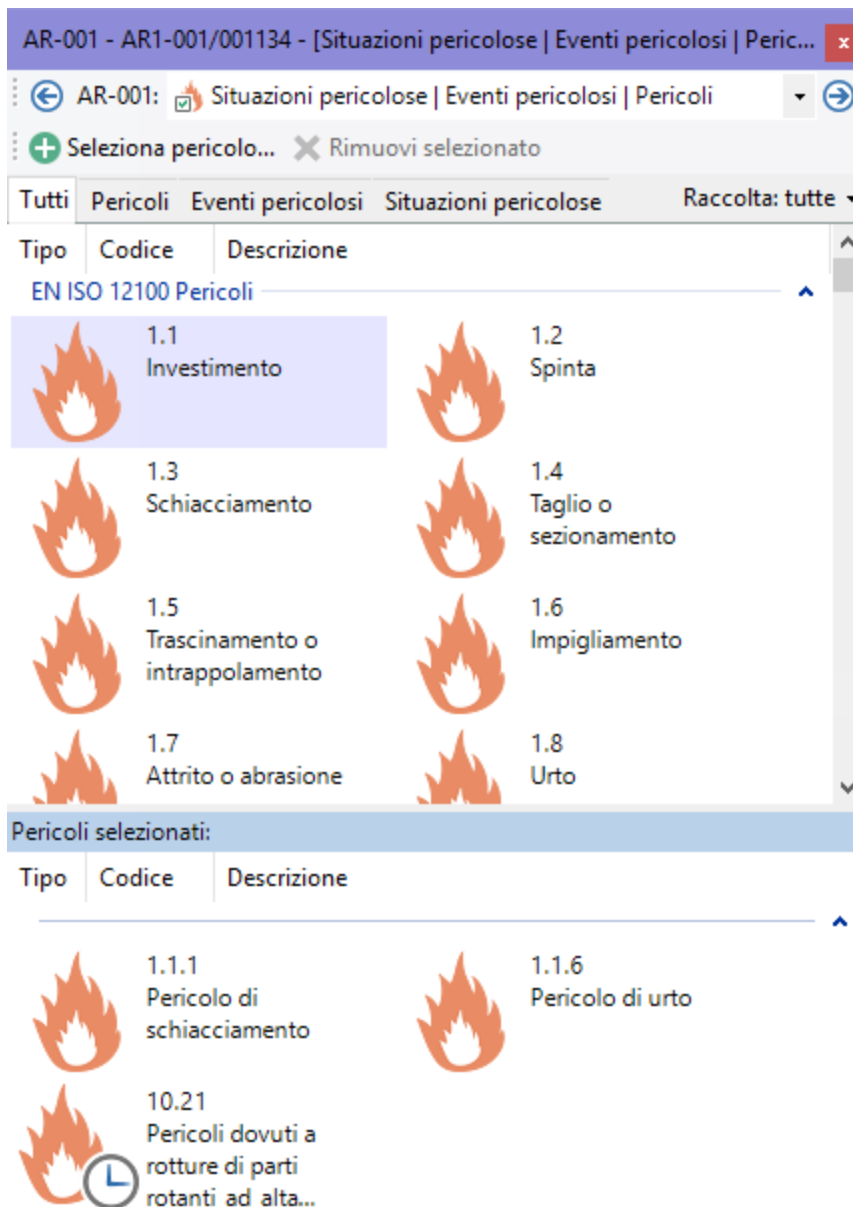 AR-001 - AR1-001/001134 - [Situazioni pericolose | Eventi pericolosi | Peric... x
AR-001: Situazioni pericolose | Eventi pericolosi | Pericoli
Seleziona pericolo... Rimuovi selezionato
Tutti Pericoli Eventi pericolosi Situazioni pericolose Raccolta: tutte
Tipo Codice Descrizione
EN ISO 12100 Pericoli
1.1
Investimento
1.2
Spinta
1.3
Schiacciamento
1.4
Taglio o
sezionamento
1.5
Trascinamento o
intrappolamento
1.6
Impigliamento
1.7
Attrito o abrasione
1.8
Urto
Pericoli selezionati:
Tipo Codice Descrizione
1.1.1
Pericolo di
schiacciamento
1.1.6
Pericolo di urto
10.21
Pericoli dovuti a
rotture di parti
rotanti ad alta...